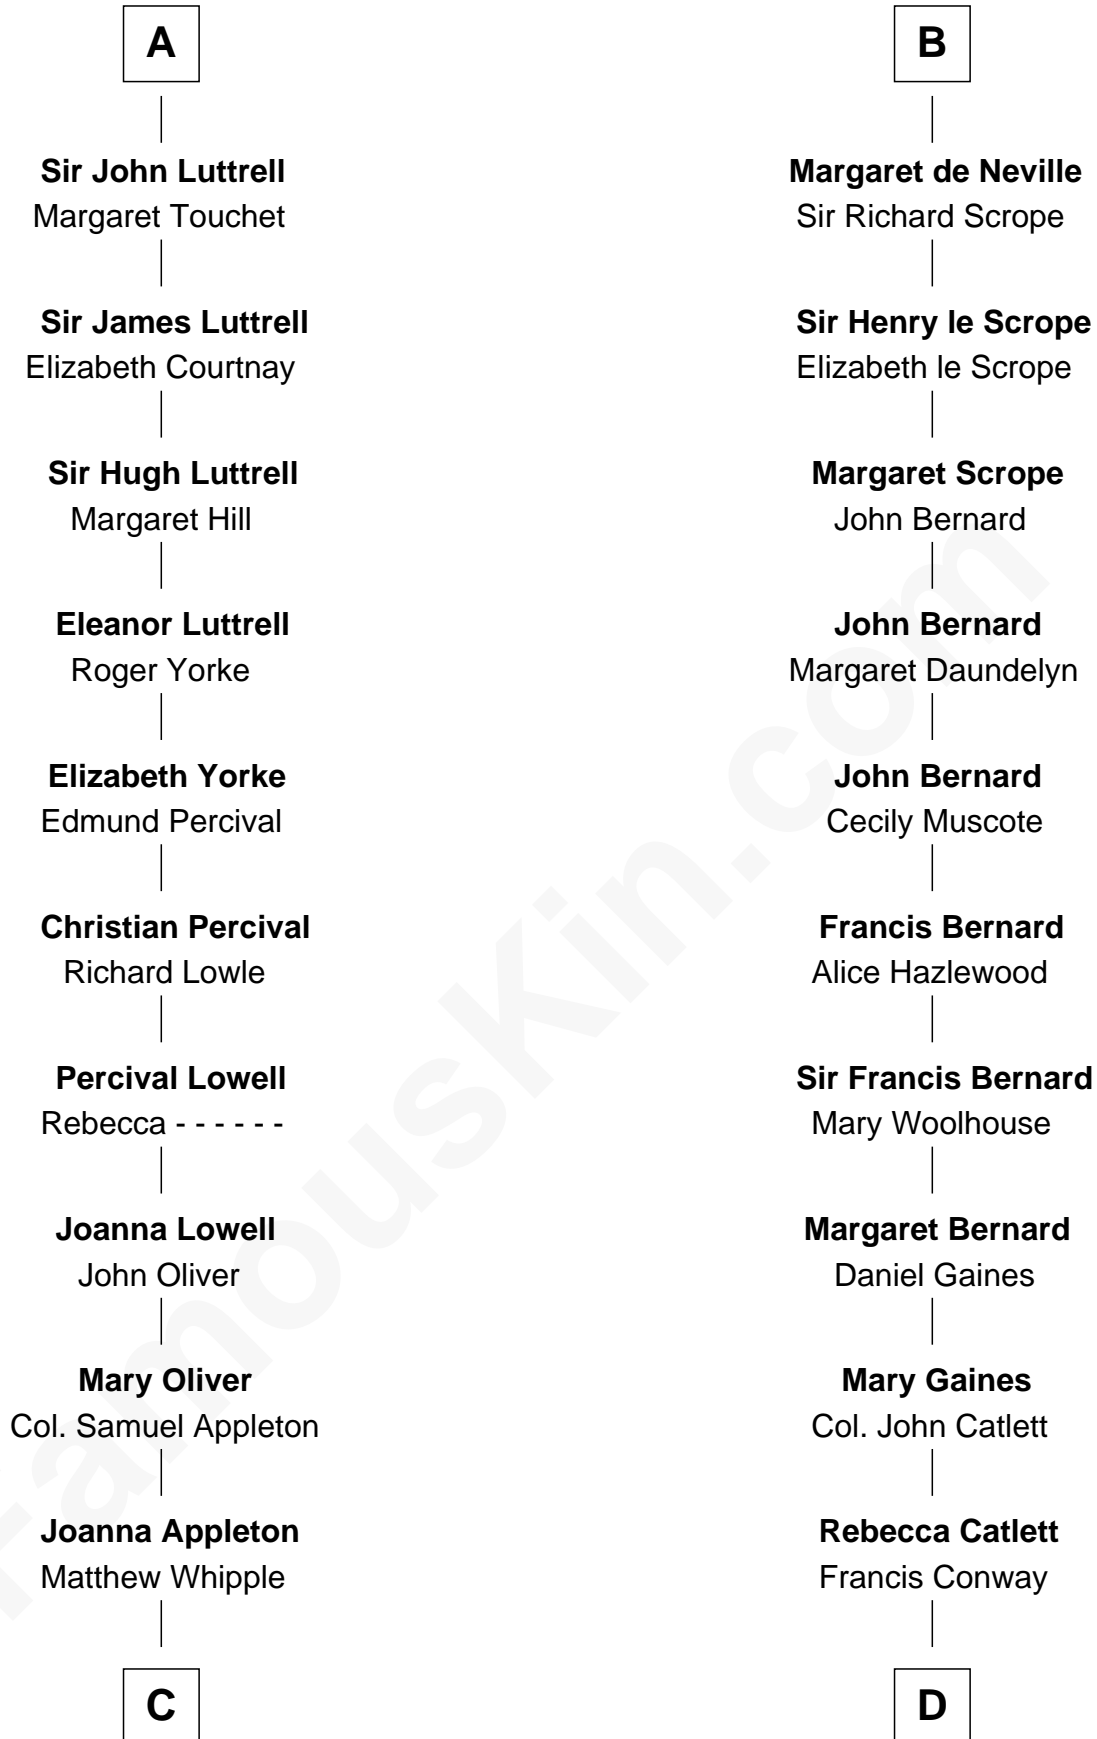 A
Sir John Luttrell
Margaret Touchet
Sir James Luttrell
Elizabeth Courtnay
Sir Hugh Luttrell
Margaret Hill
Eleanor Luttrell
Roger Yorke
Elizabeth Yorke
Edmund Percival
Christian Percival
Richard Lowle
Percival Lowell
Rebecca - - - - - -
Joanna Lowell
John Oliver
Mary Oliver
Col. Samuel Appleton
Joanna Appleton
Matthew Whipple
C
B
Margaret de Neville
Sir Richard Scrope
Sir Henry le Scrope
Elizabeth le Scrope
Margaret Scrope
John Bernard
John Bernard
Margaret Daundelyn
John Bernard
Cecily Muscote
Francis Bernard
Alice Hazlewood
Sir Francis Bernard
Mary Woolhouse
Margaret Bernard
Daniel Gaines
Mary Gaines
Col. John Catlett
Rebecca Catlett
Francis Conway
D
FamousKin.com